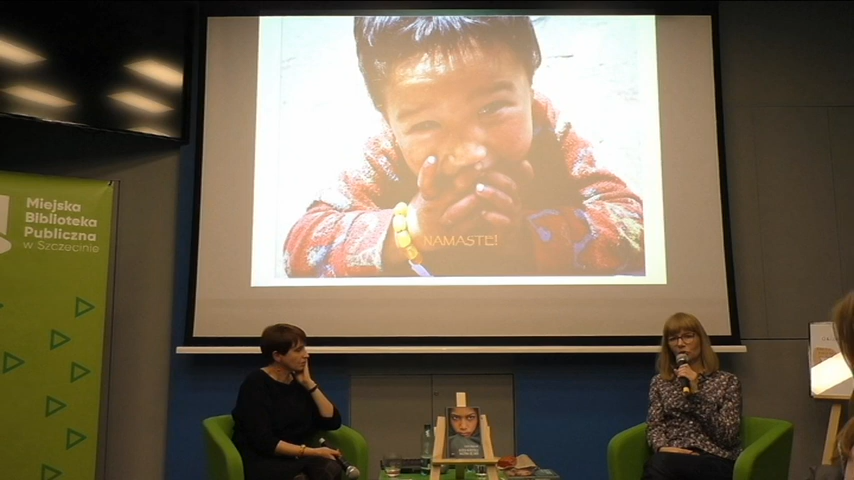 Miejska
Biblioteka
Publiczna
w Szczecinie
NAMASTE!